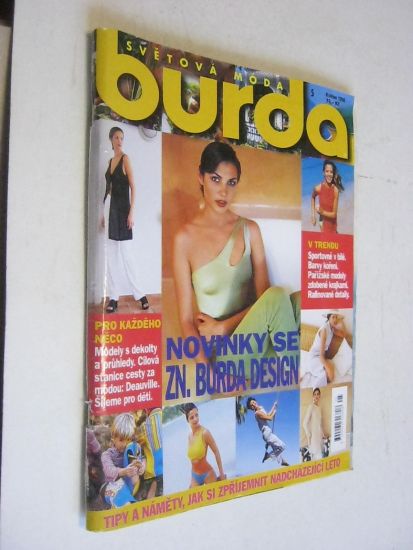 SVĚTOVÁ MÓDA
burda
5
V TRENDU
Sportovně v bílé.
Barvy koření.
Pařížské modely
zdobené krajkami.
Rafinované detaily.
PRO KAŽDÉHO
NĚCO
Módely s dekolty
a průhledy. Cílová
stanice cesty za
módou: Deauville.
Šijeme pro děti.
NOVINKY SE
ZN. BURDA DESIGN
TIPY A NÁMĚTY, JAK SI ZPŘÍJEMNIT NADCHÁZEJÍCÍ LÉTO